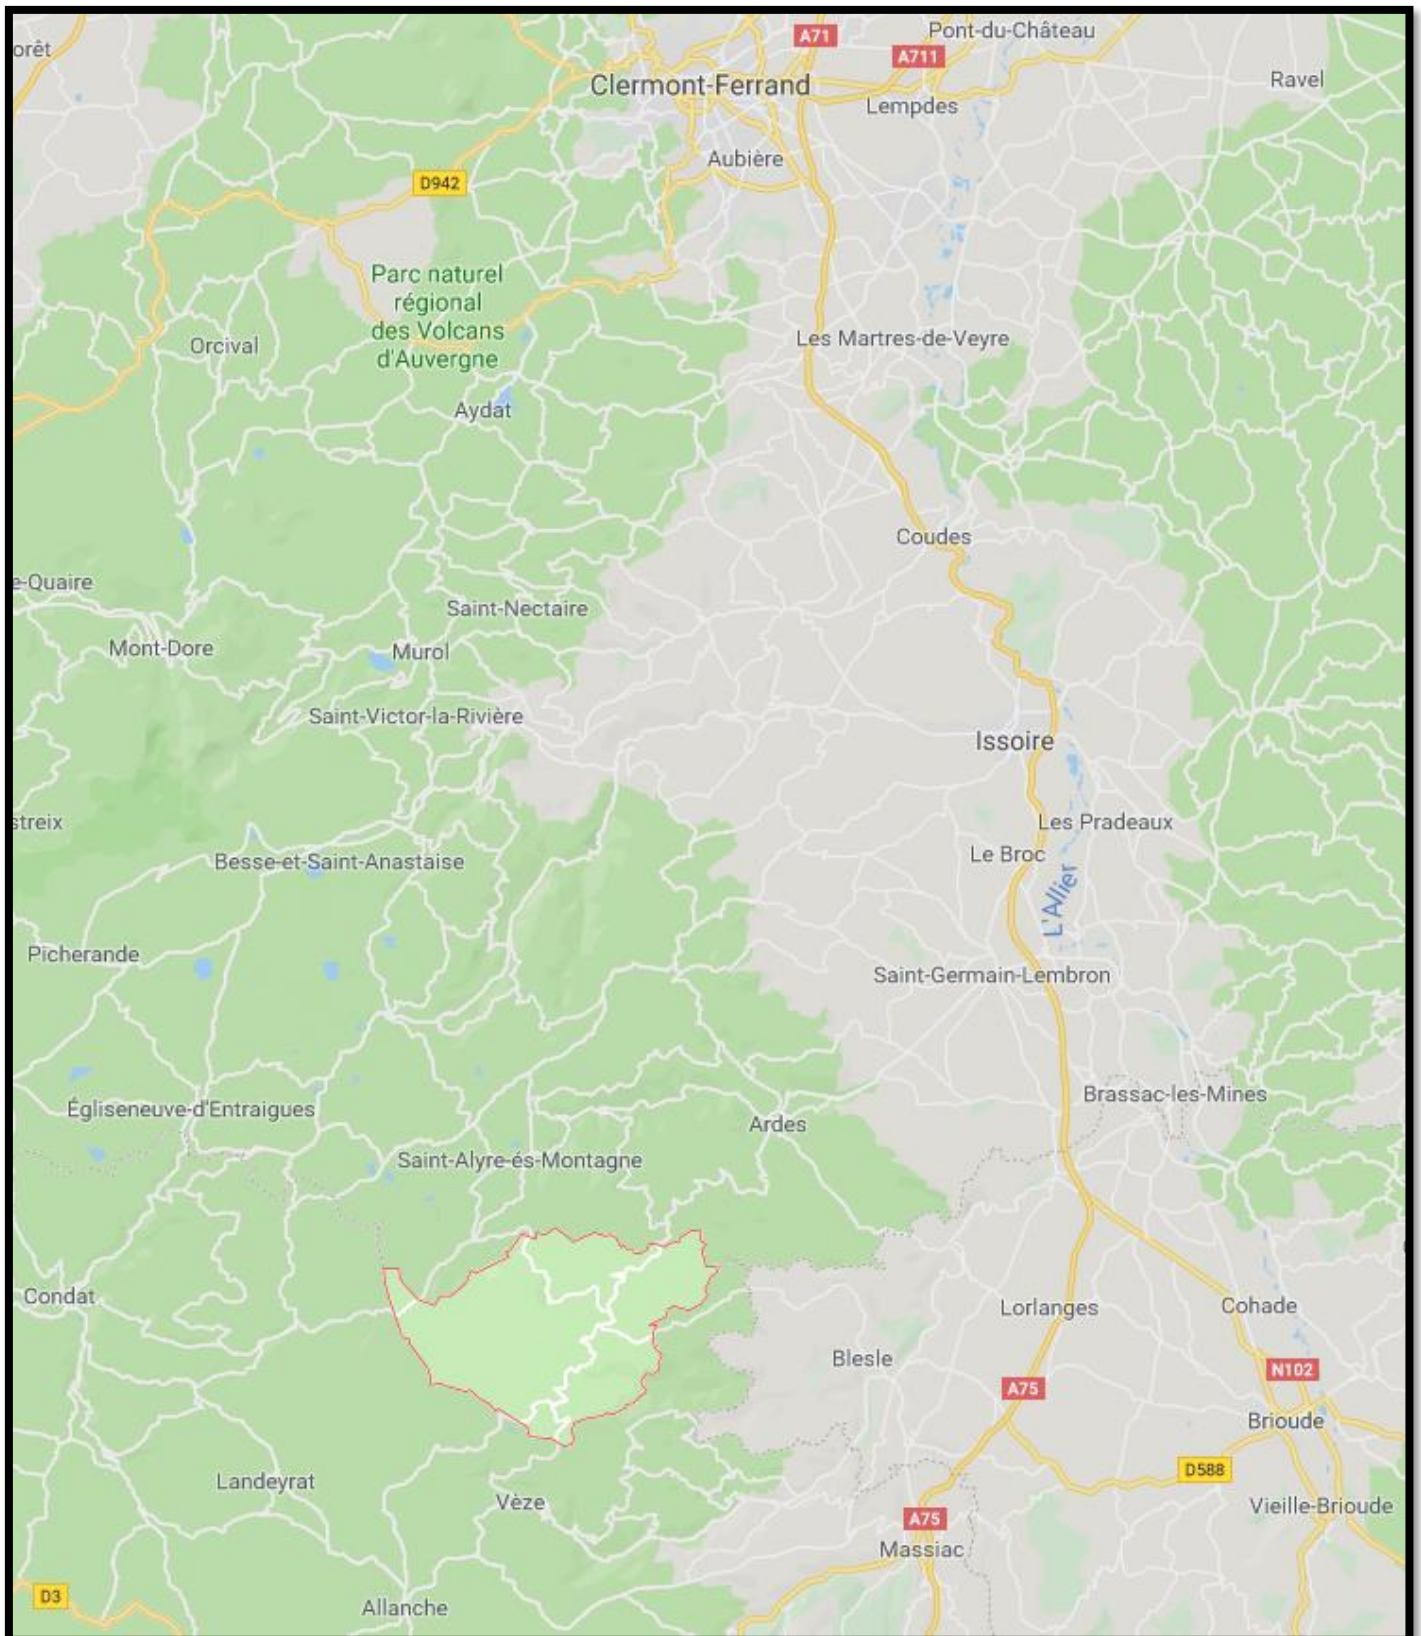 A71
Pont-du-Château
orêt
A711
Ravel
Clermont-Ferrand
Lempdes
Aubière
D942
Parc naturel
régional
des Volcans
d'Auvergne
Les Martres-de-Veyre
Orcival
Aydat
Coudes
e-Quaire
Saint-Nectaire
Mont-Dore
Murol
Saint-Victor-la-Rivière
Issoire
streix
Les Pradeaux
Le Broc
Besse-et-Saint-Anastaise
L'Allier
Picherande
Saint-Germain-Lembron
Brassac-les-Mines
Égliseneuve-d'Entraigues
Ardes
Saint-Alyre-és-Montagne
Condat
Lorlanges
Cohade
Blesle
N102
A75
Brioude
D588
Landeyrat
Vèze
Vieille-Brioude
A75
Massiac
D3
Allanche